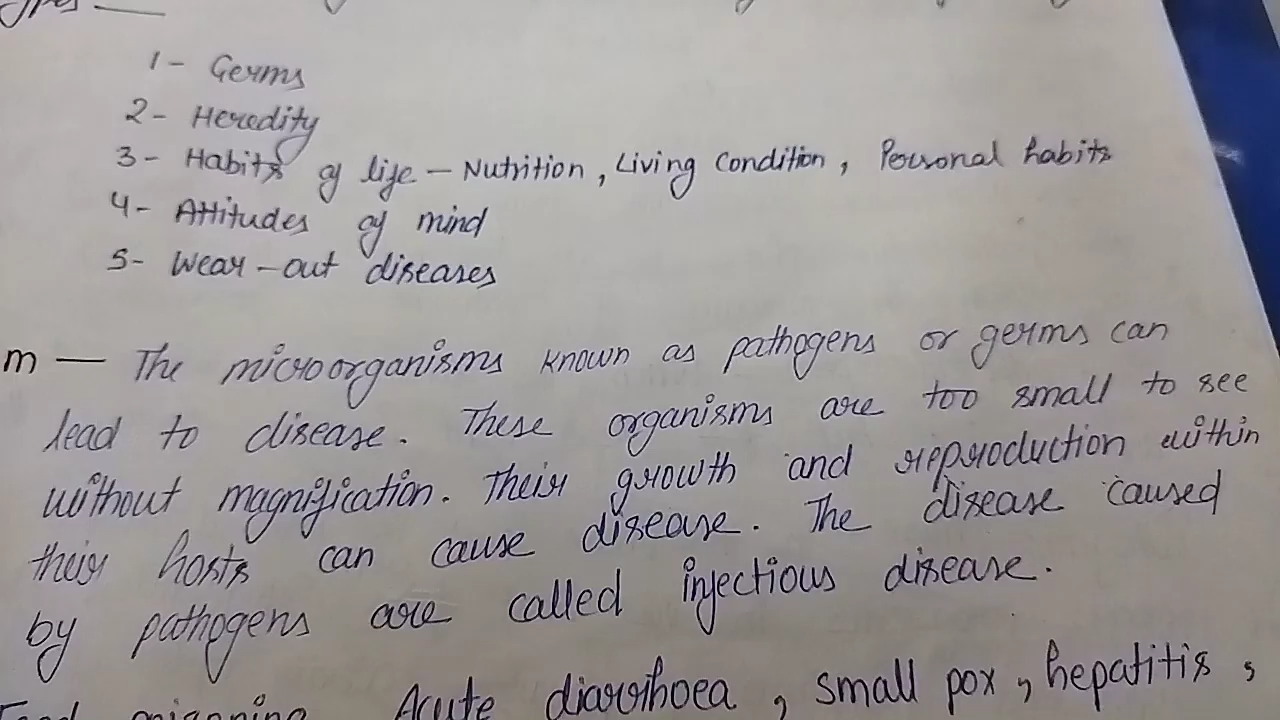 1- Germs
2- Heredity
3- Habits of life - Nutrition, Living Condition, Personal habits
4- Attitudes of mind
5- Wear-out diseases
m — The microorganisms known as pathogens or germs can
lead to disease. These organisms are too small to see
without magnification. Their growth and reproduction within
their hosts can cause disease. The disease caused
by pathogens are called infectious disease.
Acute diarrhoea, small pox, hepatitis,